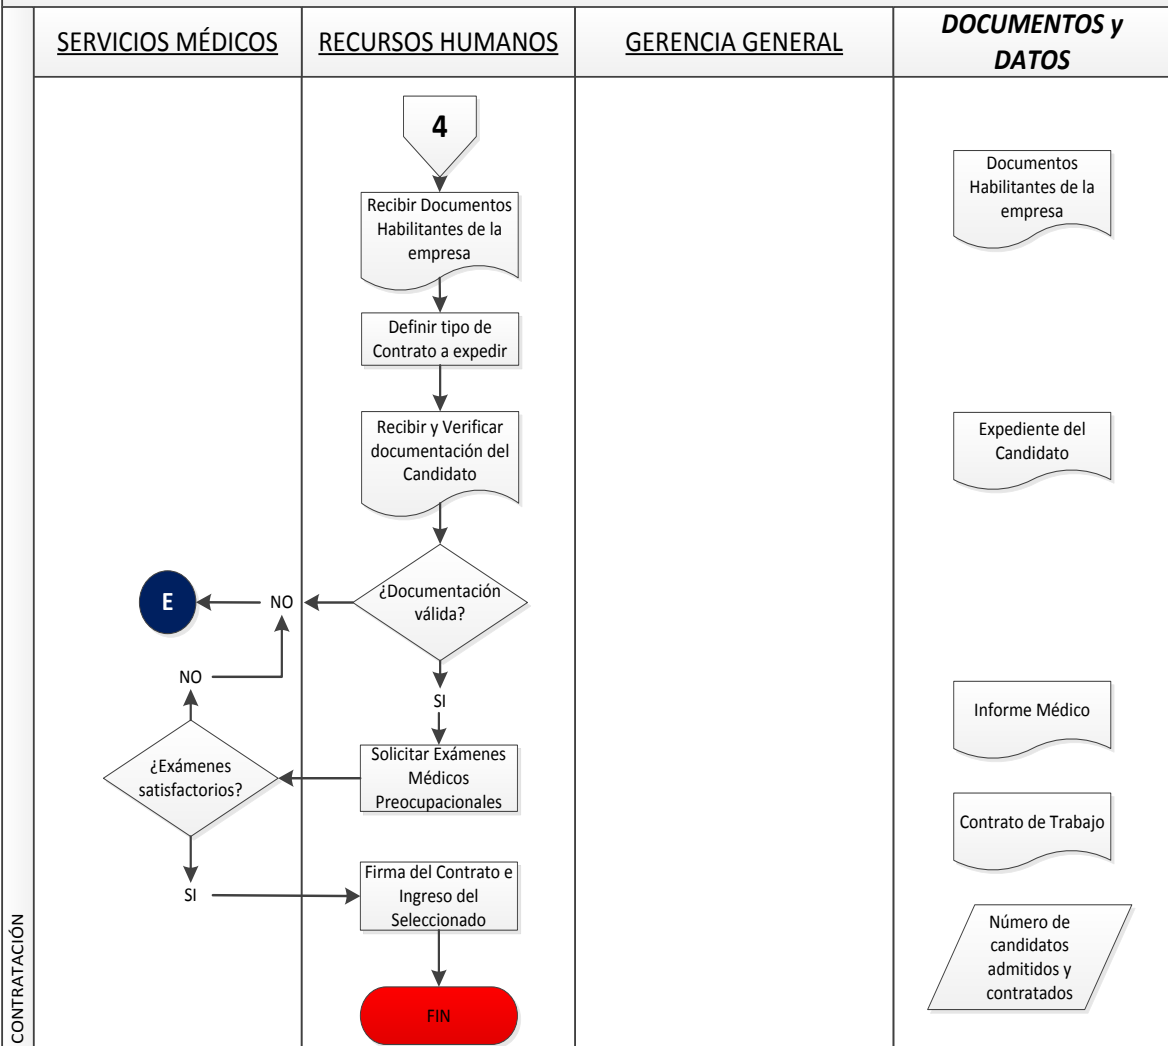 SERVICIOS MÉDICOS
RECURSOS HUMANOS
GERENCIA GENERAL
DOCUMENTOS y
DATOS
4
Recibir Documentos
Habilitantes de la
empresa
Documentos
Habilitantes de la
empresa
Definir tipo de
Contrato a expedir
Recibir y Verificar
documentación del
Candidato
Expediente del
Candidato
E
NO
¿Documentación
válida?
NO
SI
Informe Médico
¿Exámenes
satisfactorios?
Solicitar Exámenes
Médicos
Preocupacionales
Contrato de Trabajo
SI
Firma del Contrato e
Ingreso del
Seleccionado
Número de
candidatos
admitidos y
contratados
FIN
CONTRATACIÓN